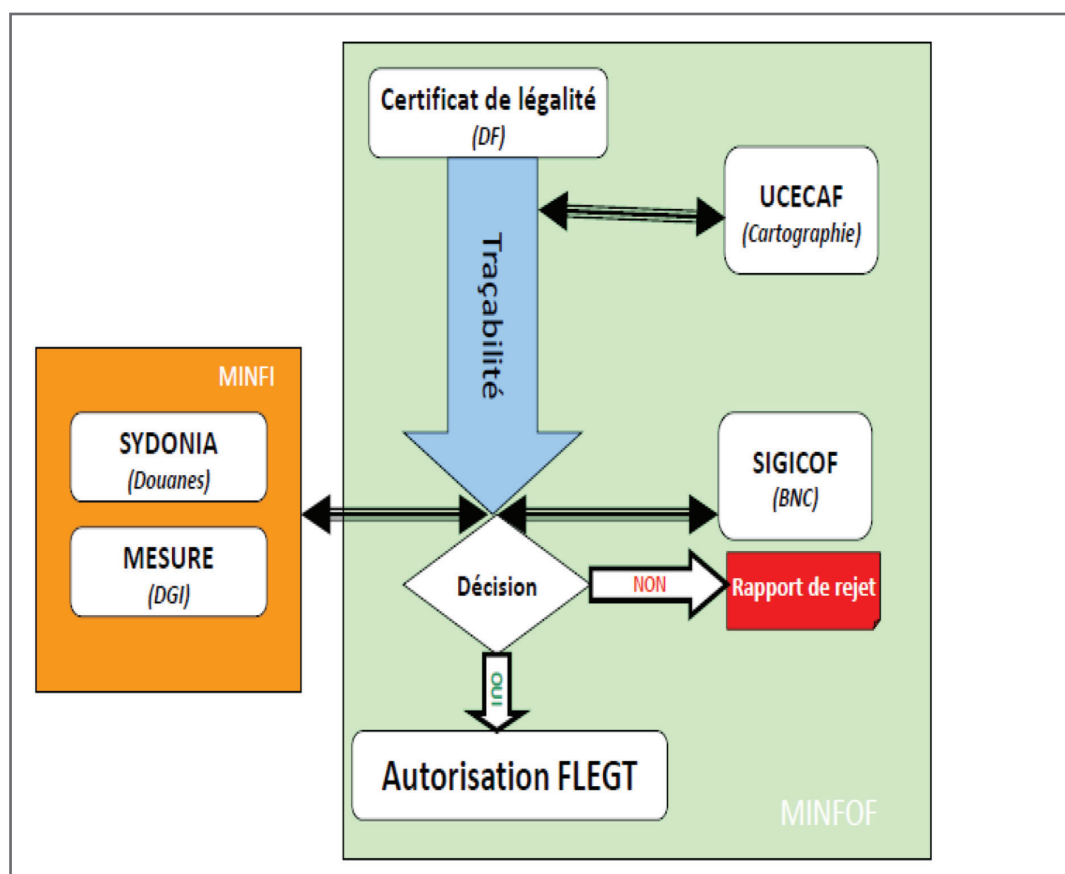 Certificat de légalité
(DF)
UCECAF
(Cartographie)
Traçabilité
MINFI
SYDONIA
(Douanes)
MESURE
(DGI)
SIGICOF
(BNC)
Décision
NON
Rapport de rejet
OUI
Autorisation FLEGT
MINFOF